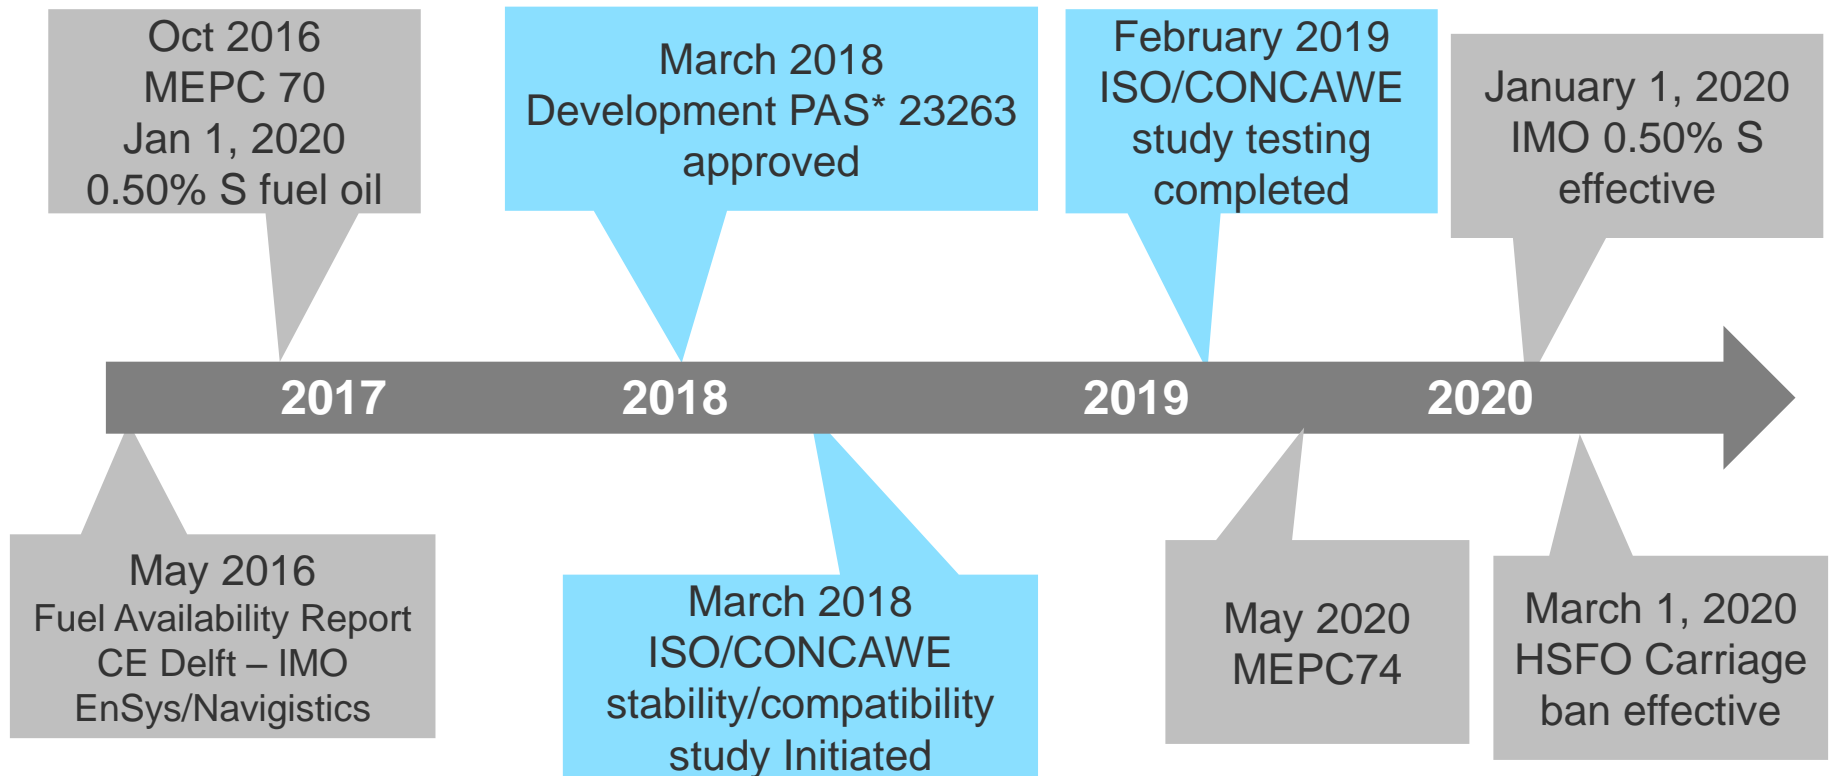 Oct 2016
MEPC 70
Jan 1, 2020
0.50% S fuel oil
March 2018
Development PAS* 23263
approved
February 2019
ISO/CONCAWE
study testing
completed
January 1, 2020
IMO 0.50% S
effective
2017
2018
2019
2020
May 2016
Fuel Availability Report
CE Delft – IMO
EnSys/Navigistics
March 2018
ISO/CONCAWE
stability/compatibility
study Initiated
May 2020
MEPC74
March 1, 2020
HSFO Carriage
ban effective